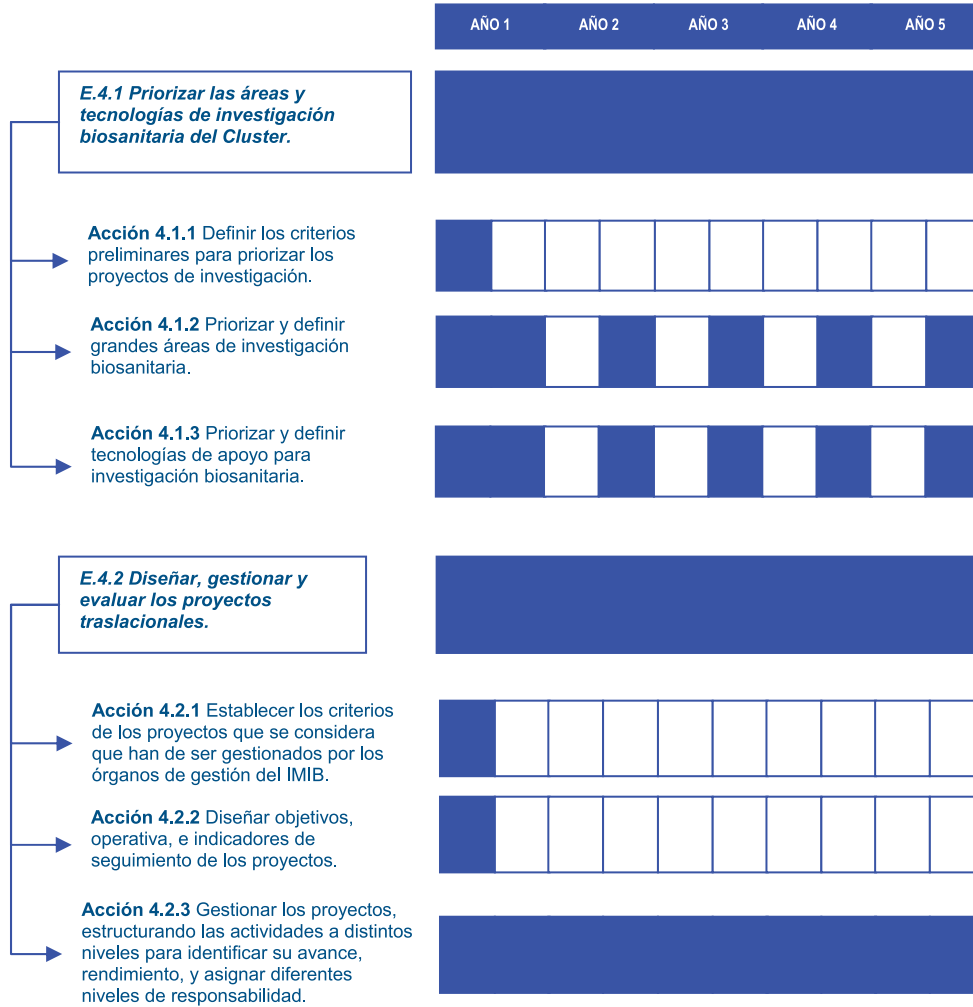 AÑO 1 AÑO 2 AÑO 3 AÑO 4 AÑO 5
E.4.1 Priorizar las áreas y
tecnologías de investigación
biosanitaria del Cluster.
Acción 4.1.1 Definir los criterios
preliminares para priorizar los
proyectos de investigación.
Acción 4.1.2 Priorizar y definir
grandes áreas de investigación
biosanitaria.
Acción 4.1.3 Priorizar y definir
tecnologías de apoyo para
investigación biosanitaria.
E.4.2 Diseñar, gestionar y
evaluar los proyectos
traslacionales.
Acción 4.2.1 Establecer los criterios
de los proyectos que se considera
que han de ser gestionados por los
órganos de gestión del IMIB.
Acción 4.2.2 Diseñar objetivos,
operativa, e indicadores de
seguimiento de los proyectos.
Acción 4.2.3 Gestionar los proyectos,
estructurando las actividades a distintos
niveles para identificar su avance,
rendimiento, y asignar diferentes
niveles de responsabilidad.